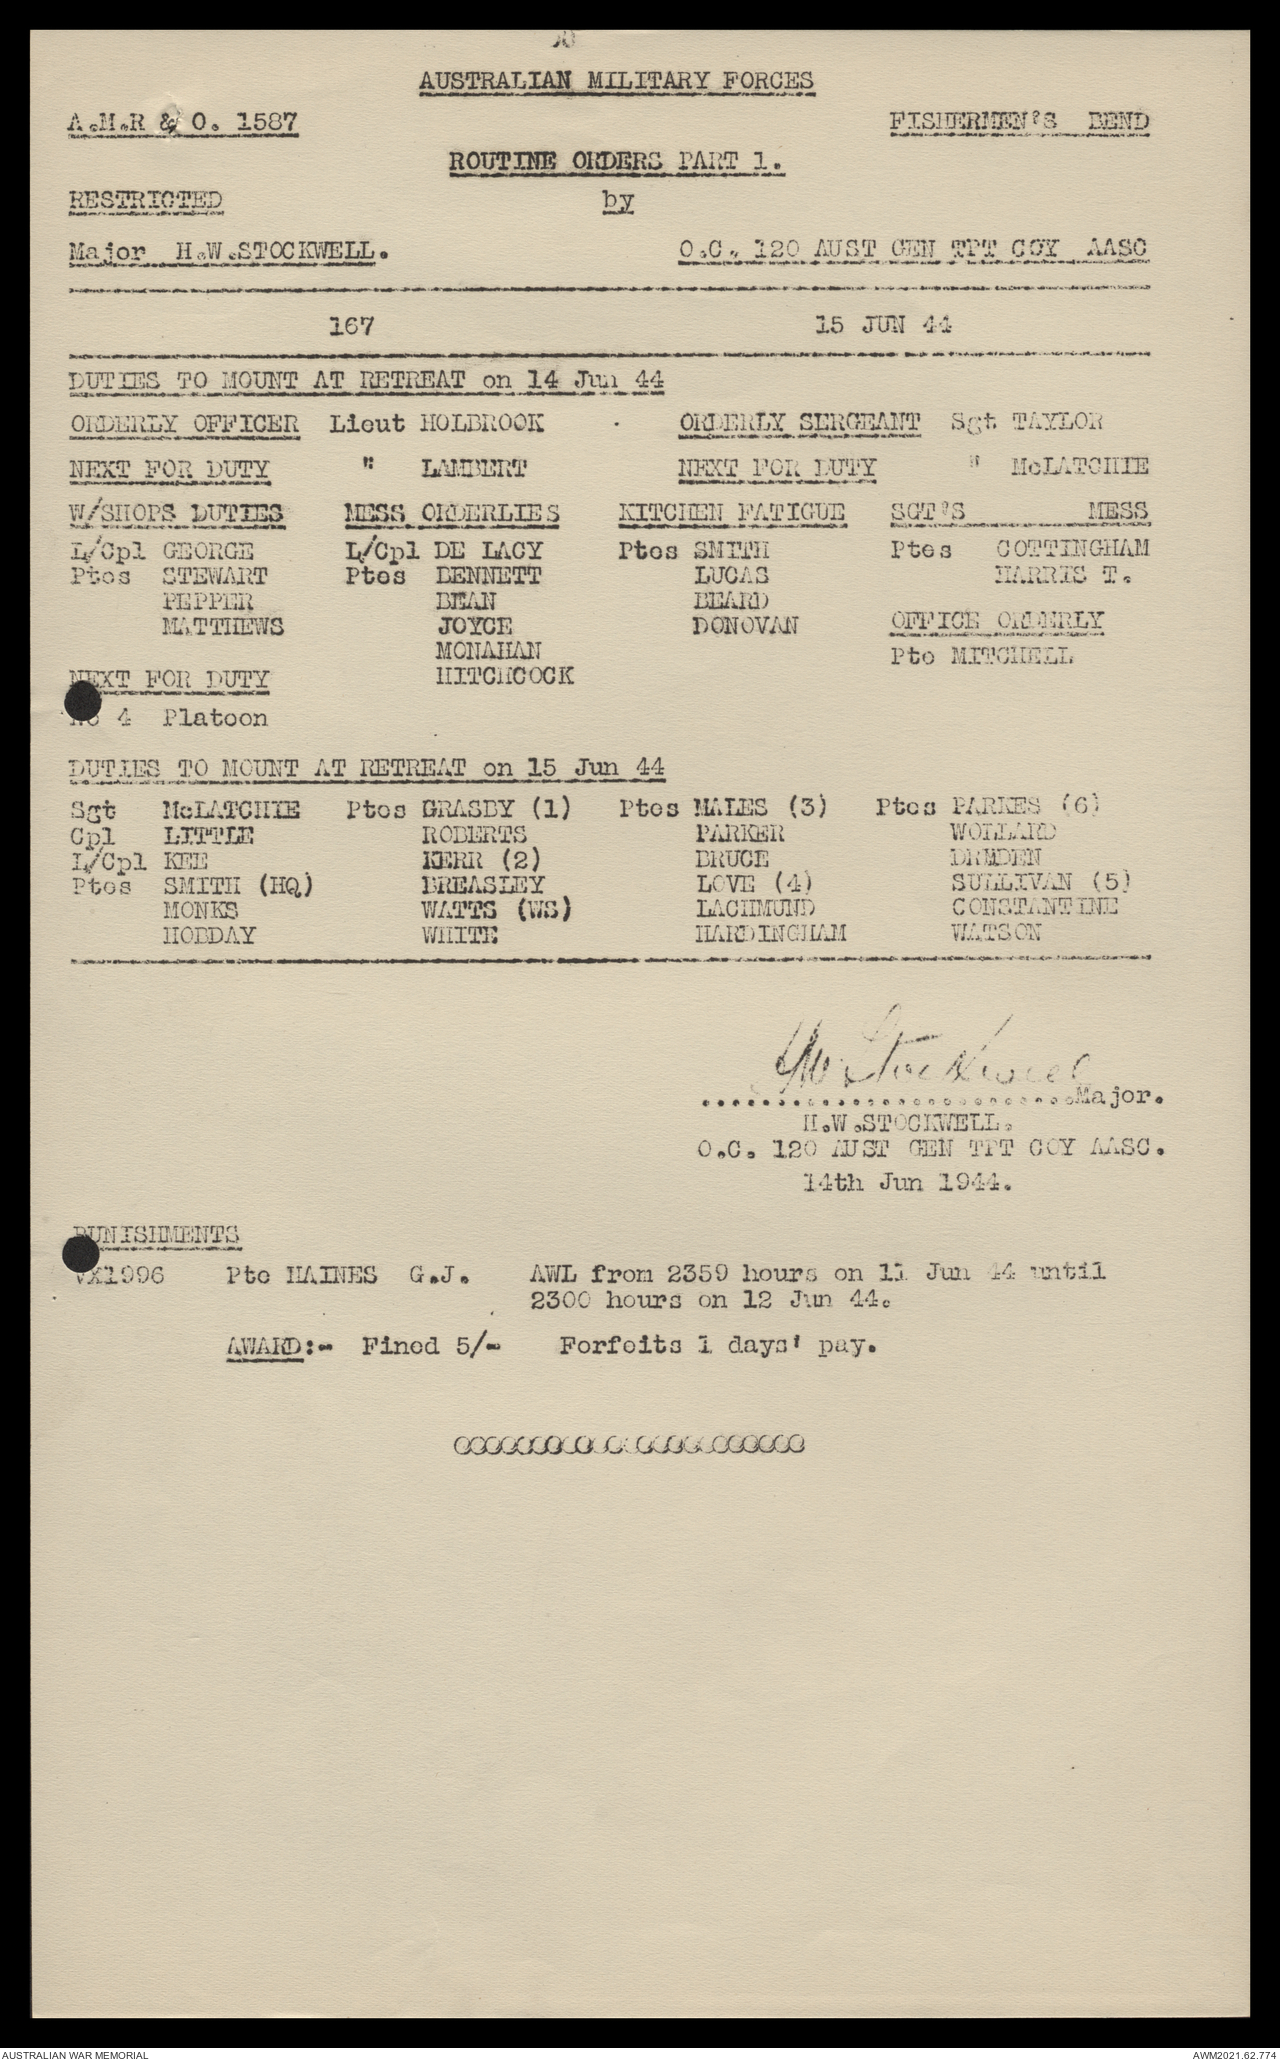 AUSTRALIAN MILITARY FORCES
A.M.R & O. 1587 FISHERMEN'S BEND
ROUTINE ORDERS PART 1.
RESTRICTED by
Major H.W.STOCKWELL. O.C. 120 AUST GEN TPT COY AASC
167 15 JUN 44
DUTIES TO MOUNT AT RETREAT on 14 Jun 44
ORDERLY OFFICER Lieut HOLBROOK ORDERLY SERGEANT Sgt TAYLOR
NEXT FOR DUTY " LAMBERT NEXT FOR DUTY " McLATCHIE
W/SHOPS DUTIES MESS ORDERLIES KITCHEN FATIGUE SGT'S MESS
L/Cpl GEORGE L/Cpl DE LACY Ptes SMITH Ptes COTTINGHAM
Ptes STEWART Ptes BENNETT LUCAS HARRIS T.
PEPPER BEAN BEARD
MATTHEWS JOYCE DONOVAN OFFICE ORDERLY
MONAHAN Pte MITCHELL
NEXT FOR DUTY HITCHCOCK
No 4 Platoon
DUTIES TO MOUNT AT RETREAT on 15 Jun 44
Sgt McLATCHIE Ptes GRASBY (1) Ptes MALES (3) Ptes PARKES (6)
Cpl LITTLE ROBERTS PARKER WOLLARD
L/Cpl KEE KERR (2) BRUCE DRMDEN
Ptes SMITH (HQ) BREASLEY LOVE (4) SULLIVAN (5)
MONKS WATTS (WS) LACHMUND CONSTANTINE
HOBDAY WHITE HARDINGHAM WATSON
HW Stockwell
..............................Major.
H.W.STOCKWELL.
O.C. 120 AUST GEN TPT COY AASC.
14th Jun 1944.
PUNISHMENTS
VX1996 Pte HAINES G.J. AWL from 2359 hours on 11 Jun 44 until
2300 hours on 12 Jun 44.
AWARD:- Fined 5/- Forfeits 1 days' pay.
AUSTRALIAN WAR MEMORIAL AWM2021.62.774